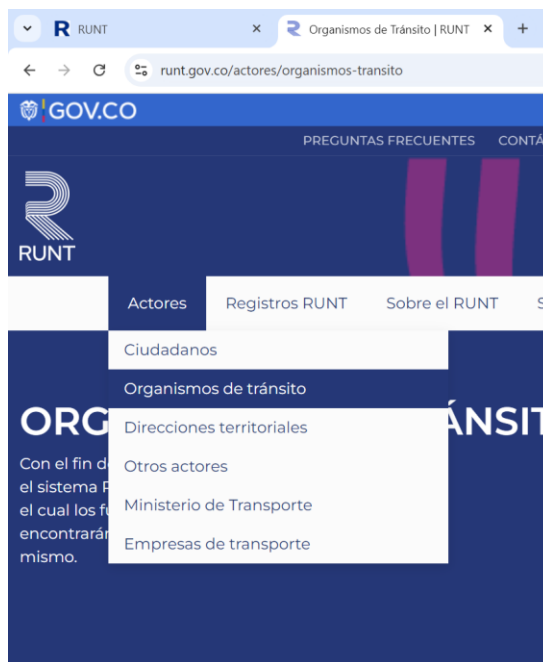 RUNT
Organismos de Tránsito | RUNT
runt.gov.co/actores/organismos-transito
GOV.CO
PREGUNTAS FRECUENTES CONTÁ
RUNT
Actores Registros RUNT Sobre el RUNT S
Ciudadanos
Organismos de tránsito
Direcciones territoriales
Otros actores
Ministerio de Transporte
Empresas de transporte
ORG ÁNSIT
Con el fin d
el sistema
el cual los fu
encontrarán
mismo.